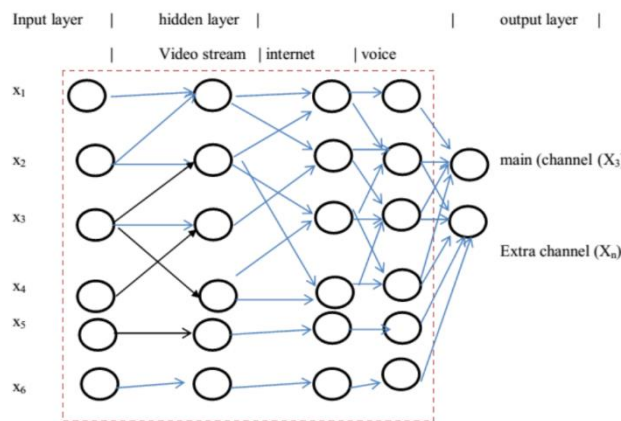 Input layer | hidden layer | | output layer |
| Video stream | internet | voice
x₁
x₂
main (channel (X₃)
x₃
Extra channel (Xₙ)
x₄
x₅
x₆